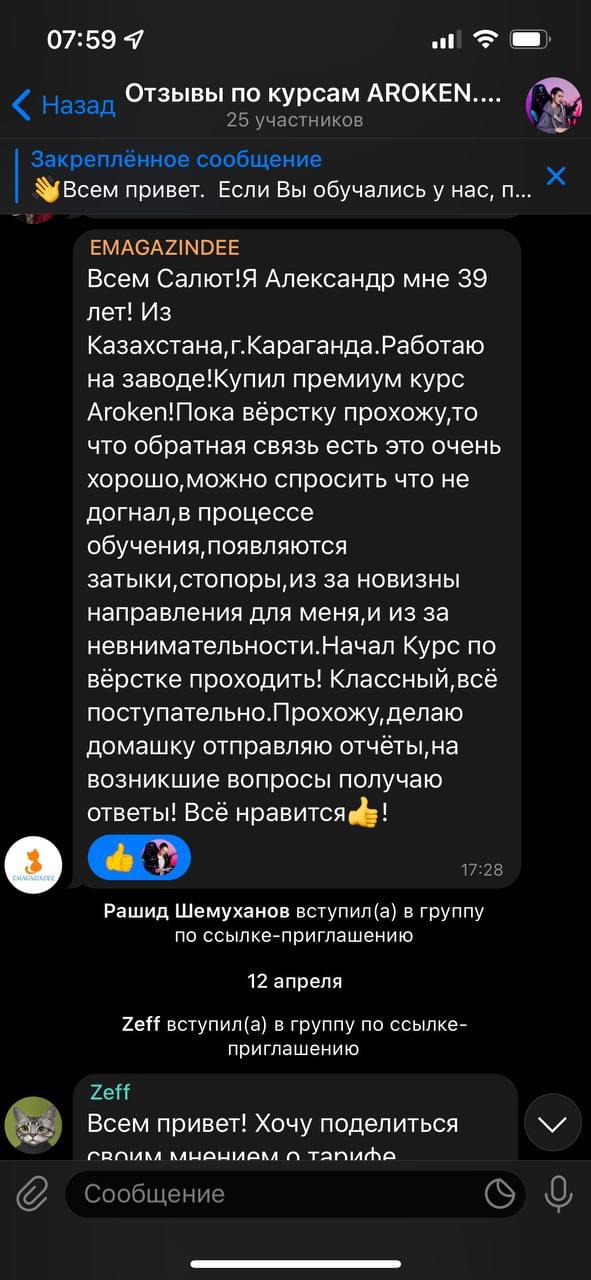 07:59
Назад
Отзывы по курсам AROKEN....
25 участников
Закреплённое сообщение
👋Всем привет. Если Вы обучались у нас, п...
EMAGAZINDEE
Всем Салют!Я Александр мне 39
лет! Из
Казахстана,г.Караганда.Работаю
на заводе!Купил премиум курс
Aroken!Пока вёрстку прохожу,то
что обратная связь есть это очень
хорошо,можно спросить что не
догнал,в процессе
обучения,появляются
затыки,стопоры,из за новизны
направления для меня,и из за
невнимательности.Начал Курс по
вёрстке проходить! Классный,всё
поступательно.Прохожу,делаю
домашку отправляю отчёты,на
возникшие вопросы получаю
ответы! Всё нравится👍!
EMAGAZINDEE
17:28
Рашид Шемуханов вступил(а) в группу
по ссылке-приглашению
12 апреля
Zeff вступил(а) в группу по ссылке-
приглашению
Zeff
Всем привет! Хочу поделиться
своим мнением о тарифе
Сообщение